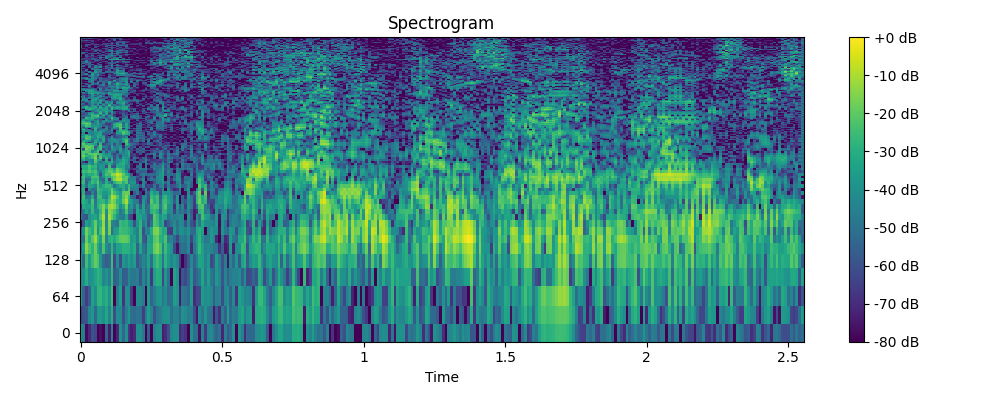 Spectrogram
Hz
4096
2048
1024
512
256
128
64
0
0
0.5
1
1.5
2
2.5
Time
+0 dB
-10 dB
-20 dB
-30 dB
-40 dB
-50 dB
-60 dB
-70 dB
-80 dB